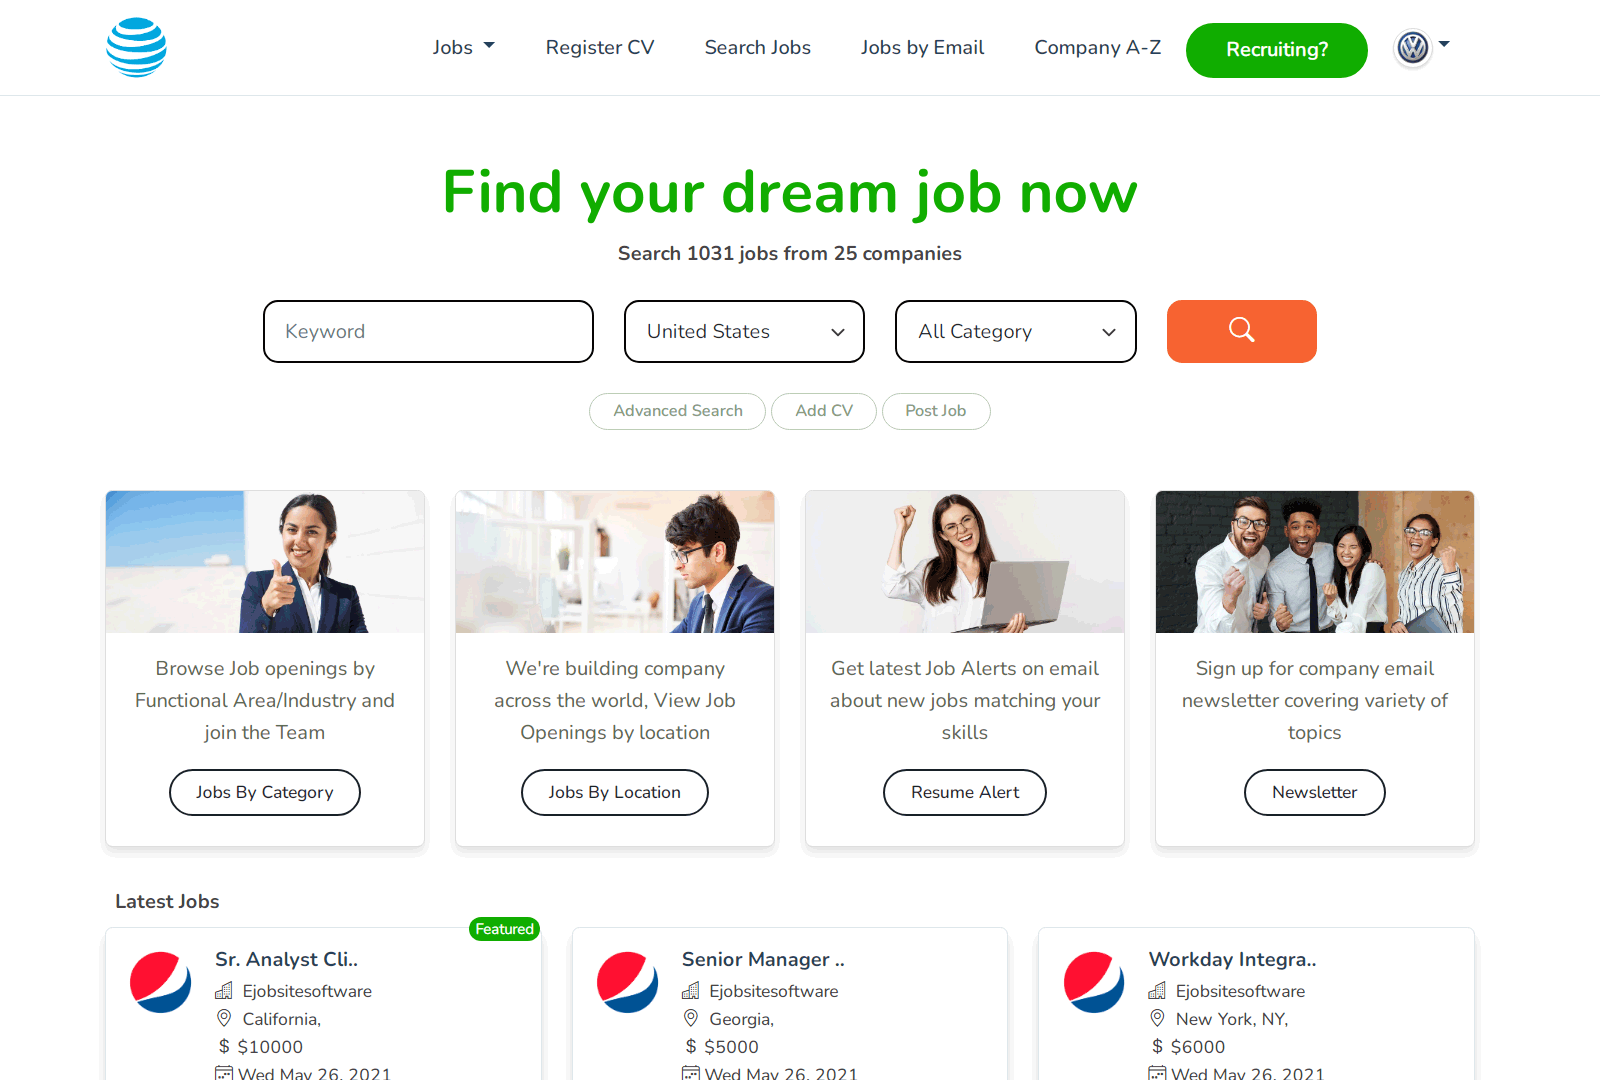 Jobs
Register CV
Search Jobs
Jobs by Email
Company A-Z
Recruiting?
Find your dream job now
Search 1031 jobs from 25 companies
Keyword
United States
All Category
Advanced Search
Add CV
Post Job
Browse Job openings by
Functional Area/Industry and
join the Team
Jobs By Category
We're building company
across the world, View Job
Openings by location
Jobs By Location
Get latest Job Alerts on email
about new jobs matching your
skills
Resume Alert
Sign up for company email
newsletter covering variety of
topics
Newsletter
Latest Jobs
Featured
Sr. Analyst Cli..
Ejobsitesoftware
California,
$ $10000
Wed May 26, 2021
Senior Manager ..
Ejobsitesoftware
Georgia,
$ $5000
Wed May 26, 2021
Workday Integra..
Ejobsitesoftware
New York, NY,
$ $6000
Wed May 26, 2021